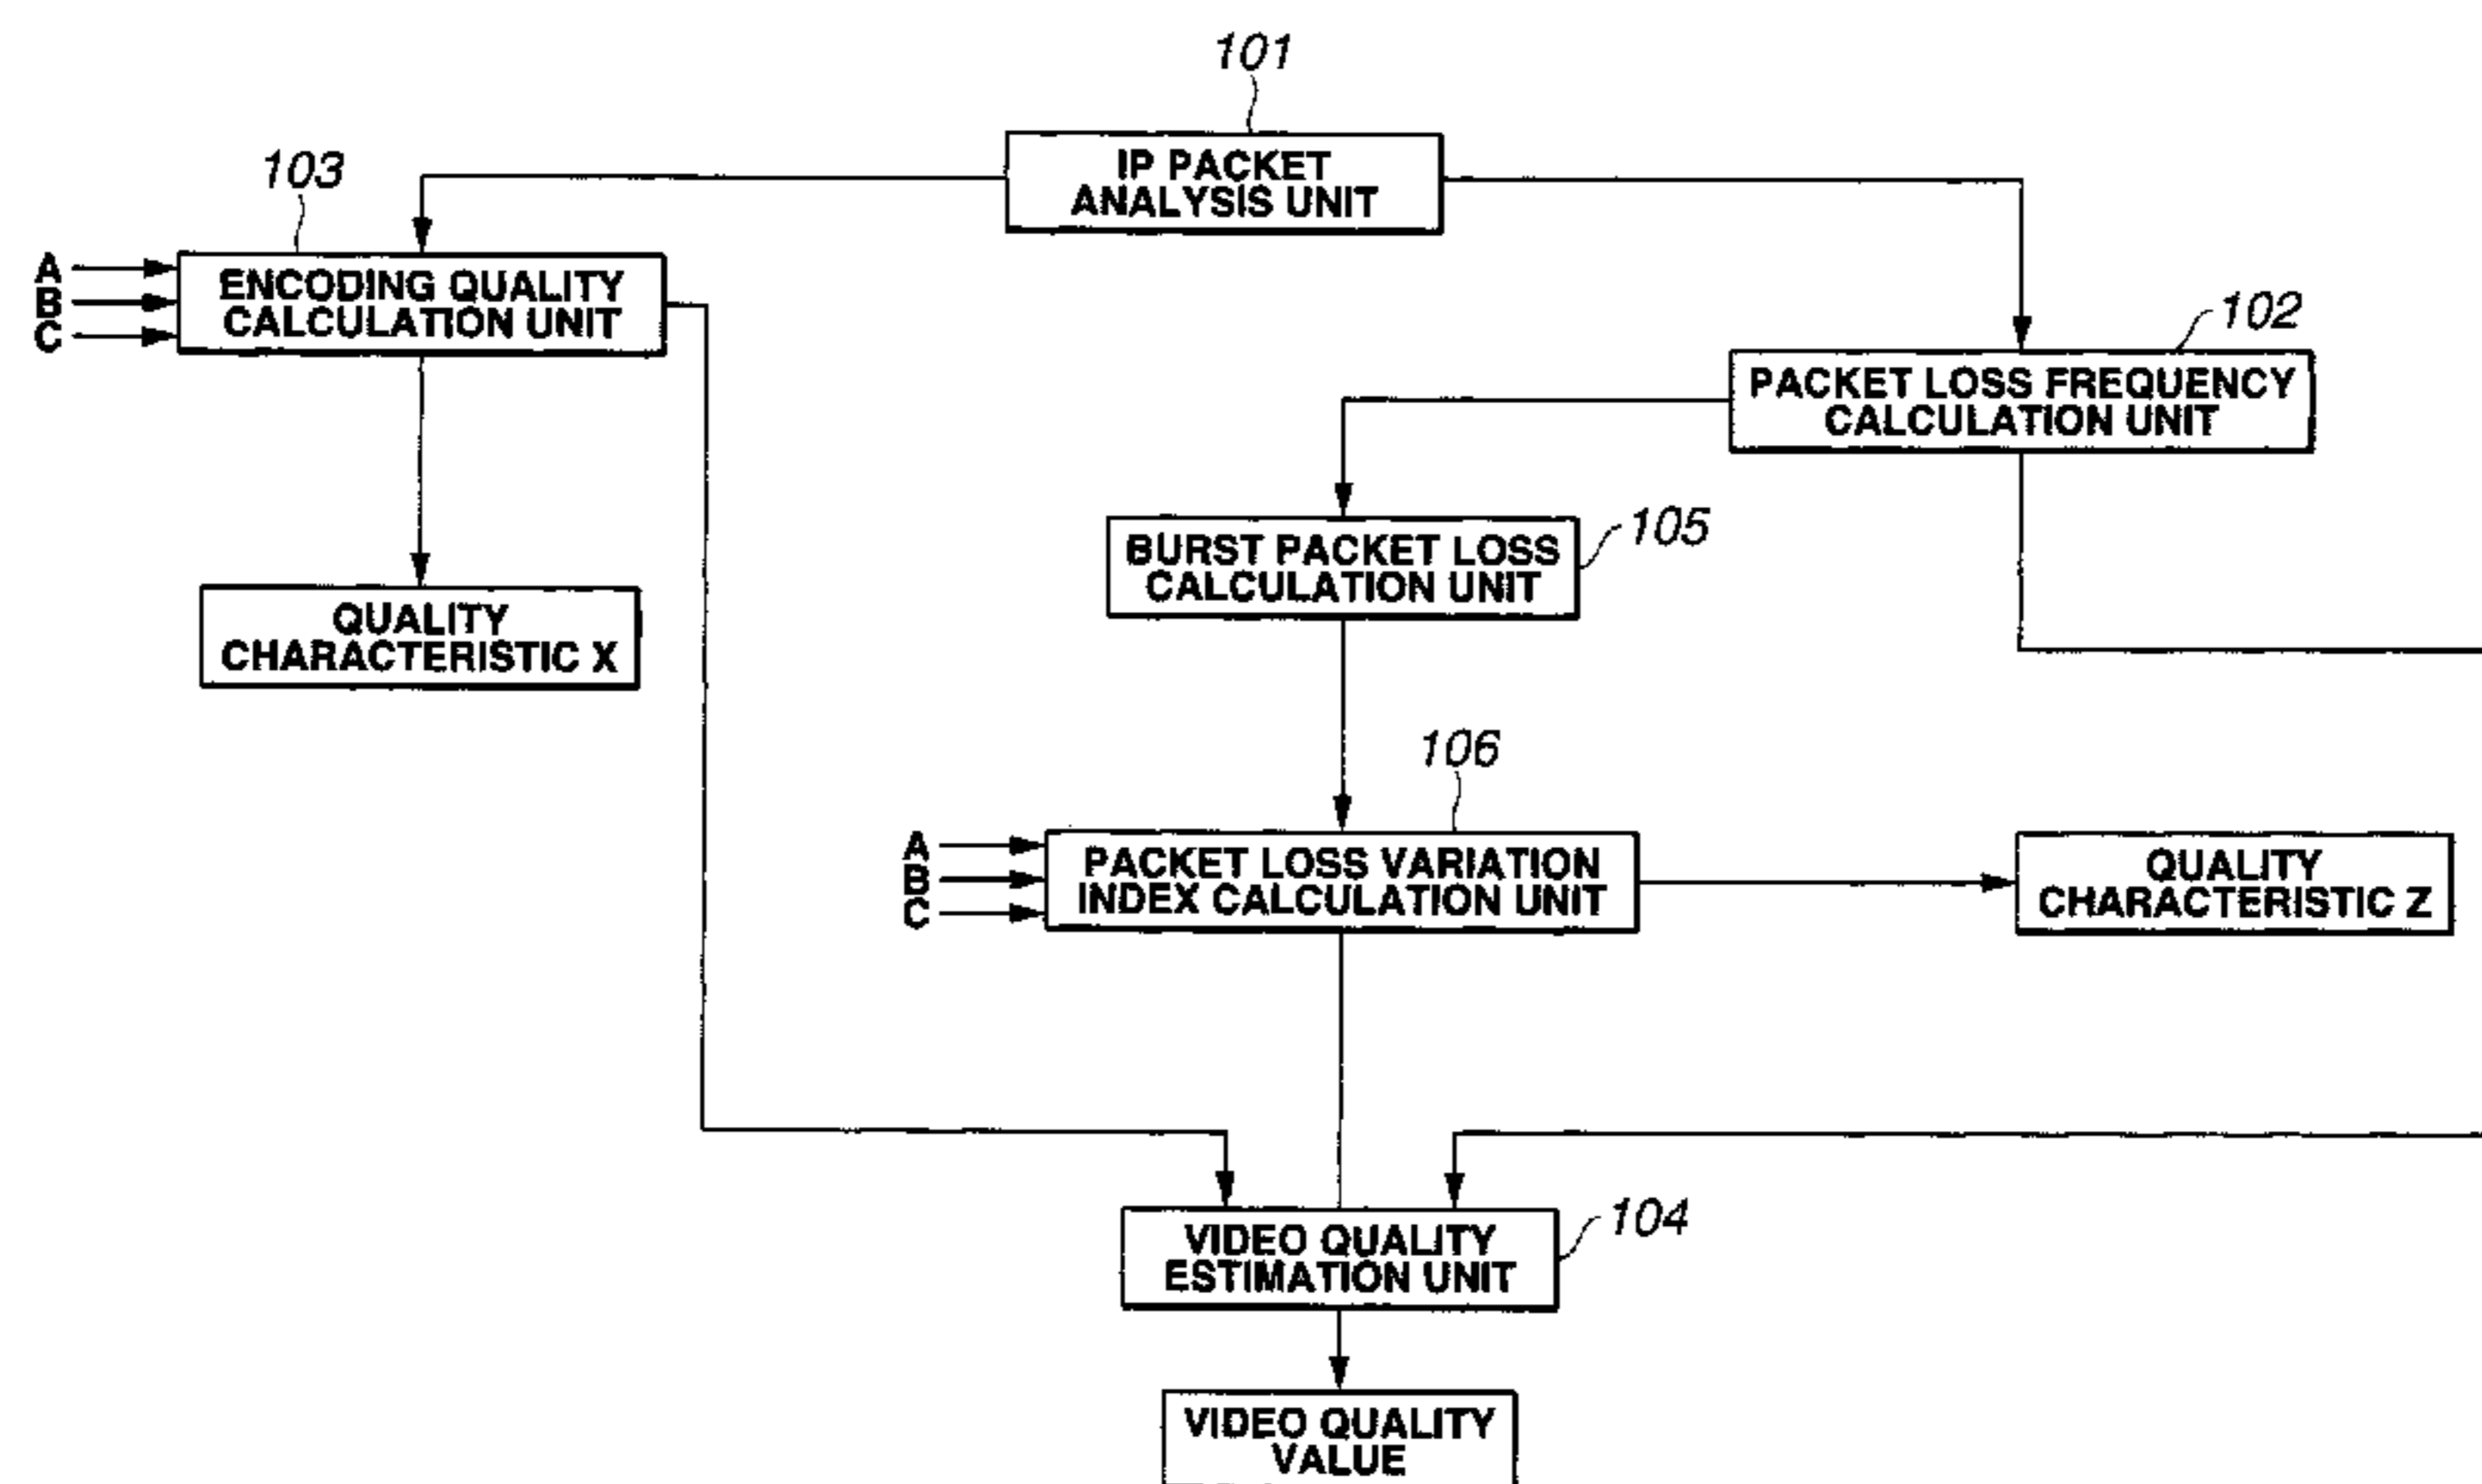 101
IP PACKET
ANALYSIS UNIT
103
A
B
C
ENCODING QUALITY
CALCULATION UNIT
102
PACKET LOSS FREQUENCY
CALCULATION UNIT
105
BURST PACKET LOSS
CALCULATION UNIT
QUALITY
CHARACTERISTIC X
106
A
B
C
PACKET LOSS VARIATION
INDEX CALCULATION UNIT
QUALITY
CHARACTERISTIC Z
104
VIDEO QUALITY
ESTIMATION UNIT
VIDEO QUALITY
VALUE